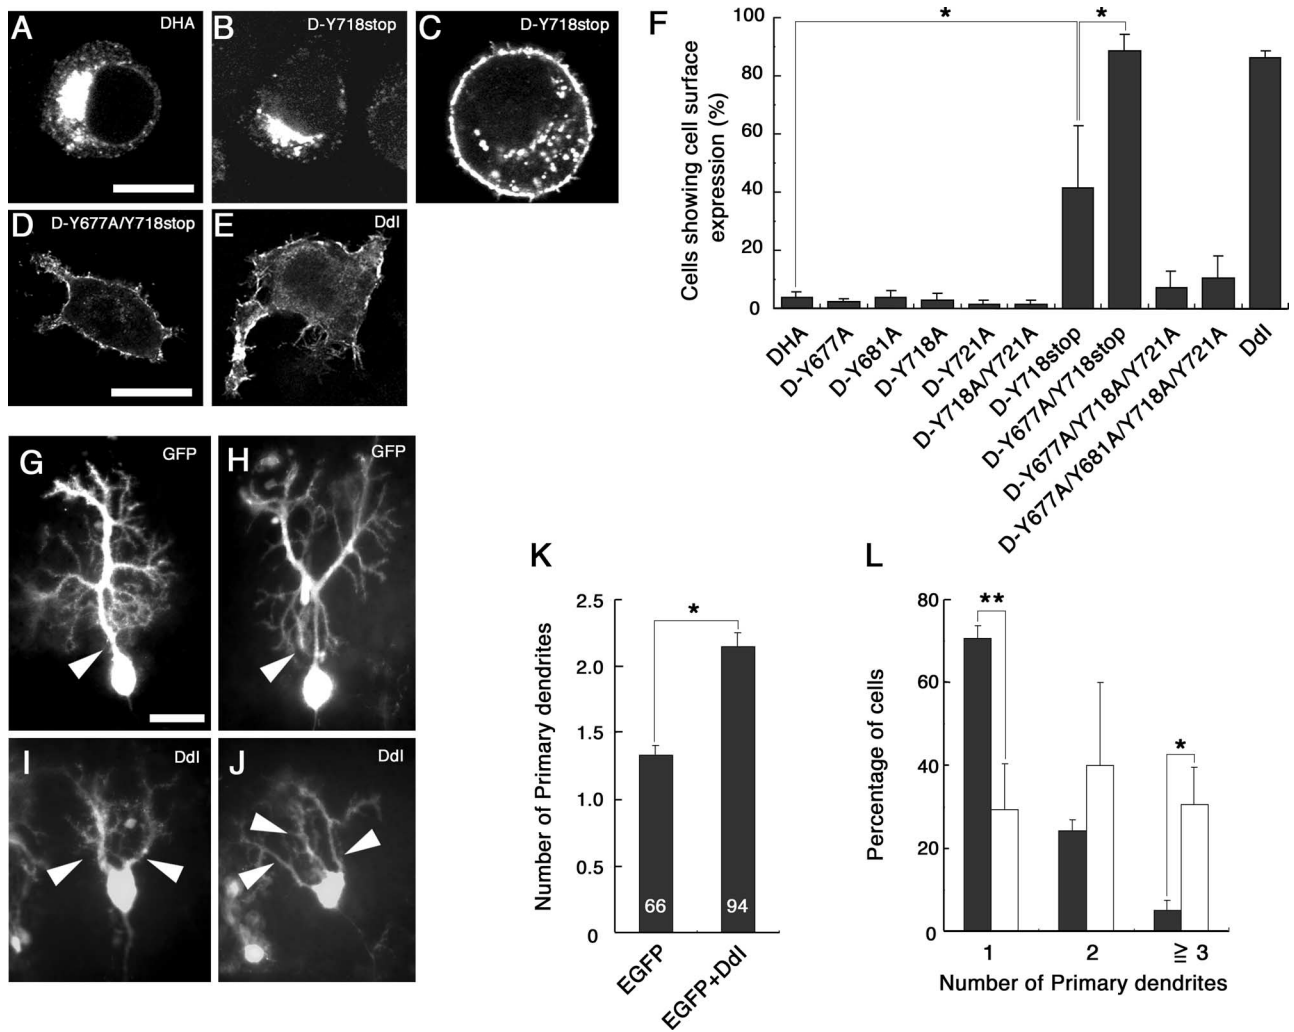 A
DHA
B
D-Y718stop
C
D-Y718stop
D
D-Y677A/Y718stop
E
DdI
F
Cells showing cell surface
expression (%)
100
80
60
40
20
0
*
*
DHA
D-Y677A
D-Y681A
D-Y718A
D-Y721A
D-Y718A/Y721A
D-Y718stop
D-Y677A/Y718stop
D-Y677A/Y718A/Y721A
D-Y677A/Y681A/Y718A/Y721A
DdI
G
GFP
H
GFP
I
DdI
J
DdI
K
Number of Primary dendrites
2.5
2.0
1.5
1.0
0.5
0
*
66
94
EGFP
EGFP+DdI
L
Percentage of cells
80
60
40
20
0
**
*
1
2
≧ 3
Number of Primary dendrites